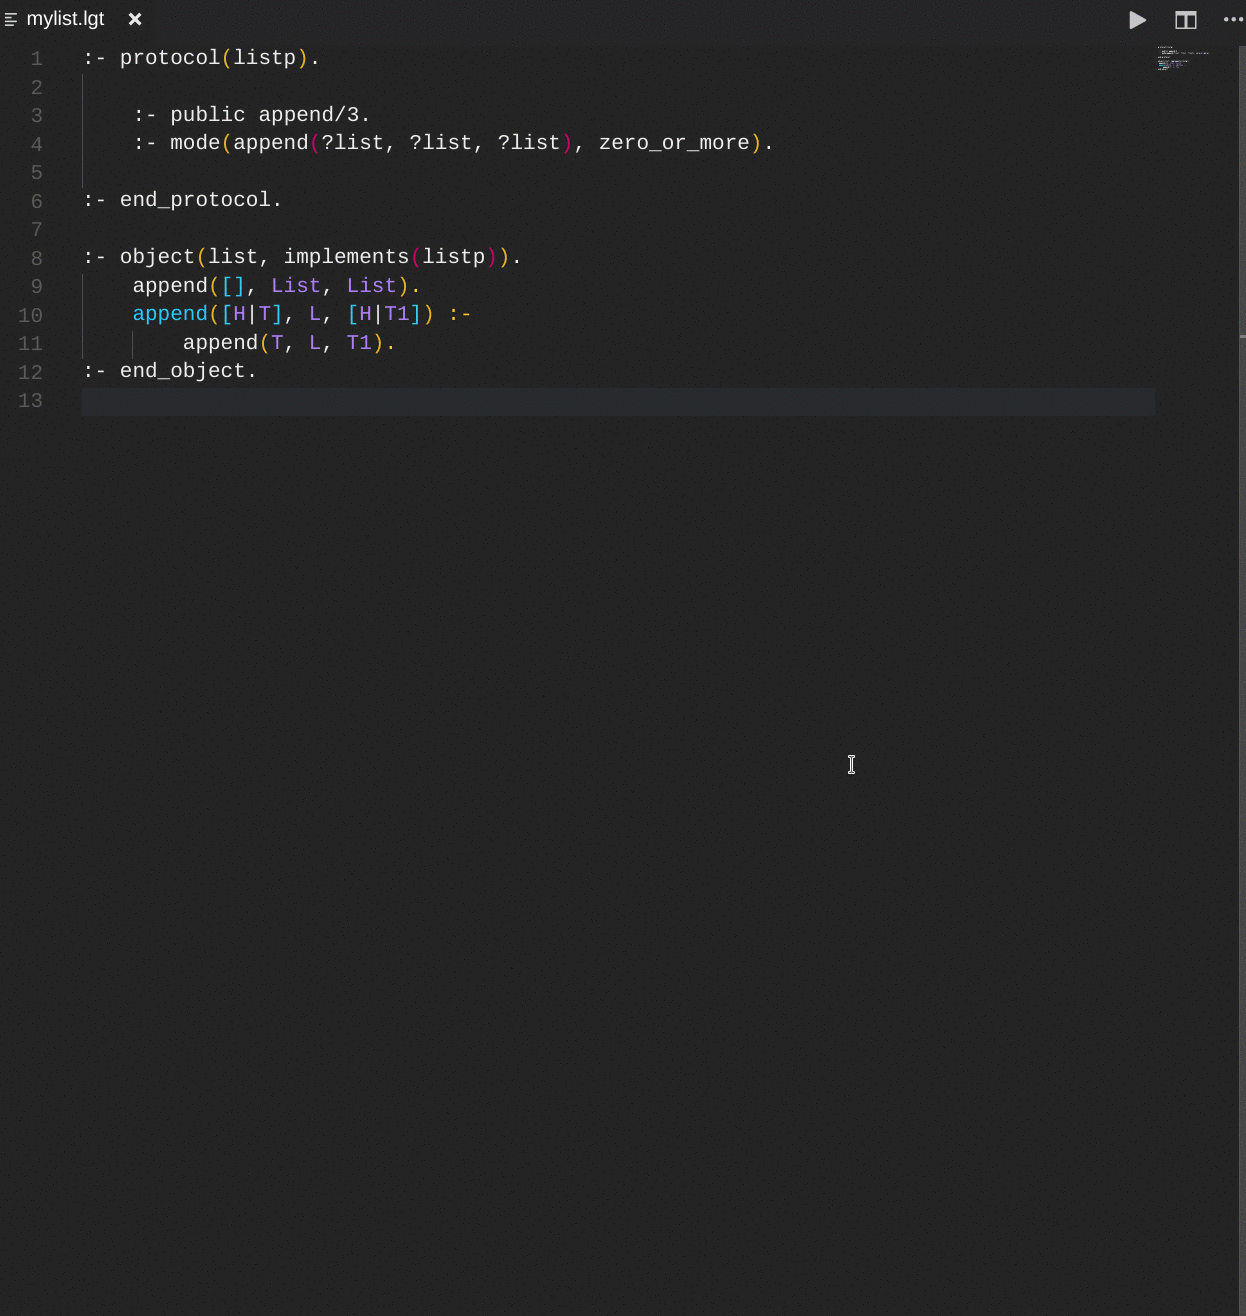 mylist.lgt
1 :- protocol(listp).
2
3     :- public append/3.
4     :- mode(append(?list, ?list, ?list), zero_or_more).
5
6 :- end_protocol.
7
8 :- object(list, implements(listp)).
9     append([], List, List).
10     append([H|T], L, [H|T1]) :-
11         append(T, L, T1).
12 :- end_object.
13